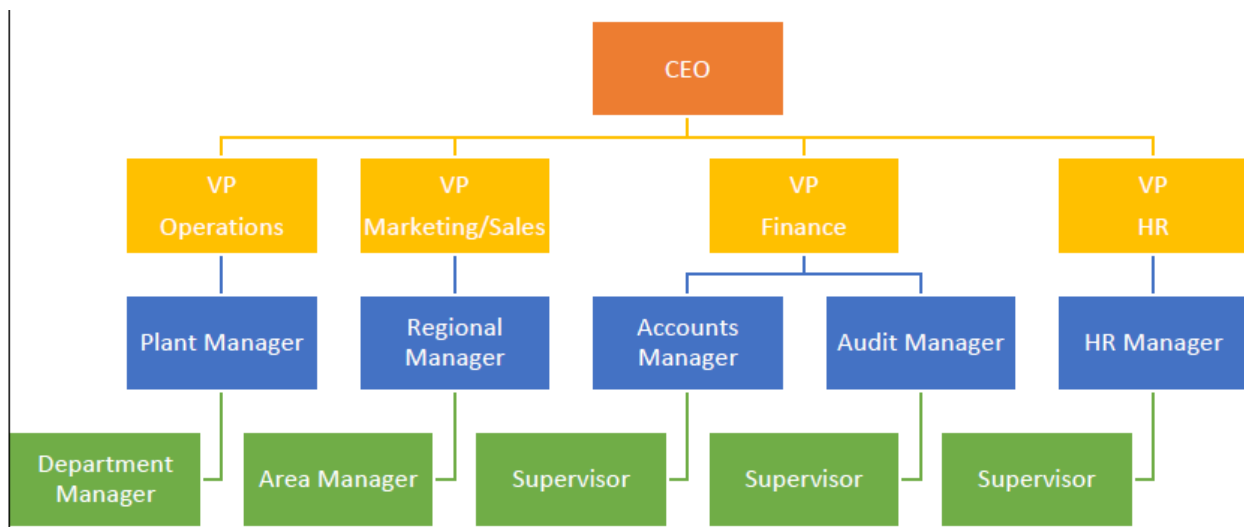 CEO
VP
Operations
VP
Marketing/Sales
VP
Finance
VP
HR
Plant Manager
Regional
Manager
Accounts
Manager
Audit Manager
HR Manager
Department
Manager
Area Manager
Supervisor
Supervisor
Supervisor